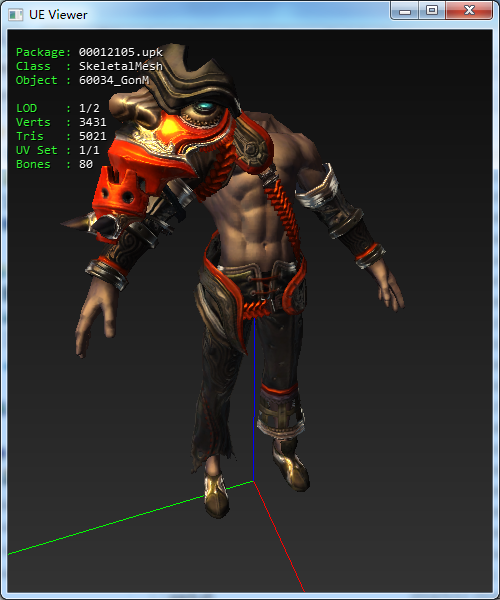 UE Viewer
Package: 00012105.upk
Class  : SkeletalMesh
Object : 60034_GonM
LOD    : 1/2
Verts  : 3431
Tris   : 5021
UV Set : 1/1
Bones  : 80